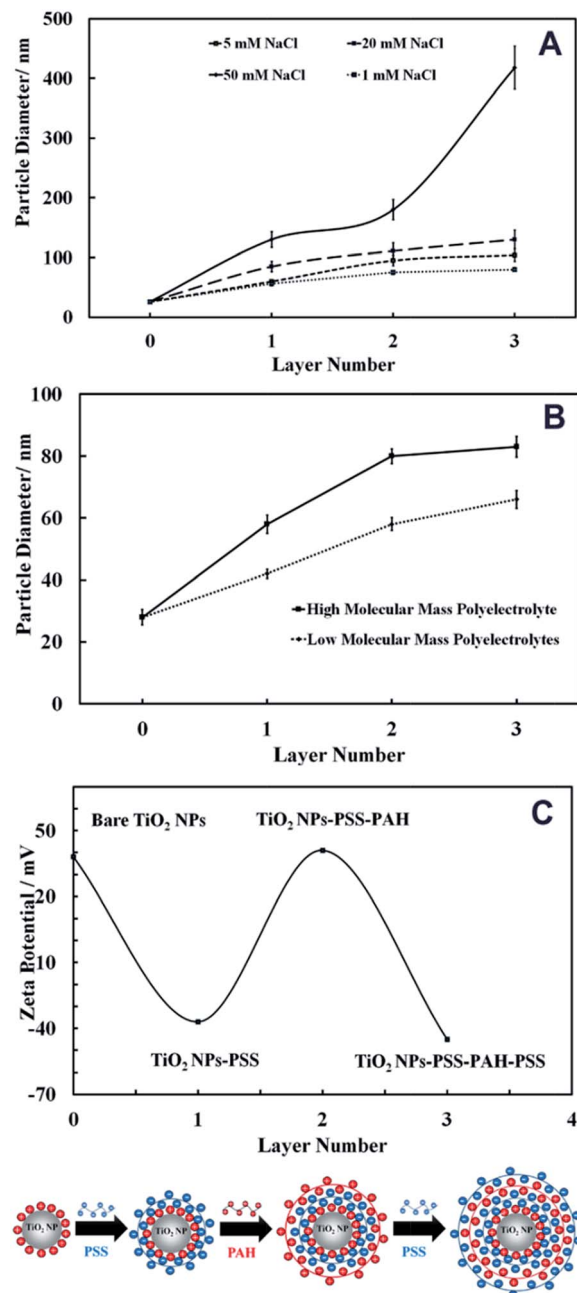 A
5 mM NaCl 20 mM NaCl
50 mM NaCl 1 mM NaCl
Particle Diameter/ nm
500
400
300
200
100
0
0 1 2 3
Layer Number
B
Particle Diameter/ nm
100
80
60
40
20
0
High Molecular Mass Polyelectrolyte
Low Molecular Mass Polyelectrolytes
0 1 2 3
Layer Number
C
Bare TiO₂ NPs TiO₂ NPs-PSS-PAH
Zeta Potential / mV
50
20
-10
-40
-70
TiO₂ NPs-PSS TiO₂ NPs-PSS-PAH-PSS
0 1 2 3 4
Layer Number
TiO₂ NP TiO₂ NP TiO₂ NP TiO₂ NP
PSS PAH PSS